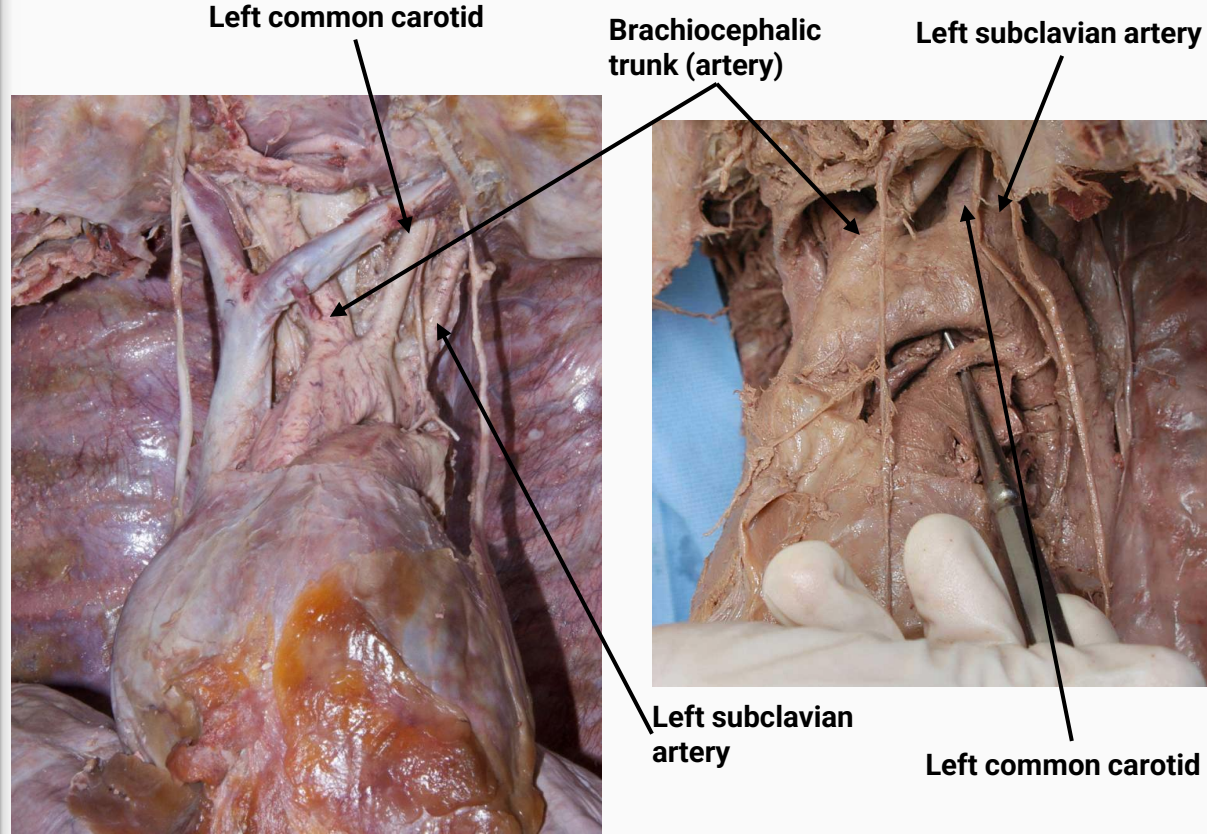 Left common carotid
Brachiocephalic
trunk (artery)
Left subclavian artery
Left subclavian
artery
Left common carotid